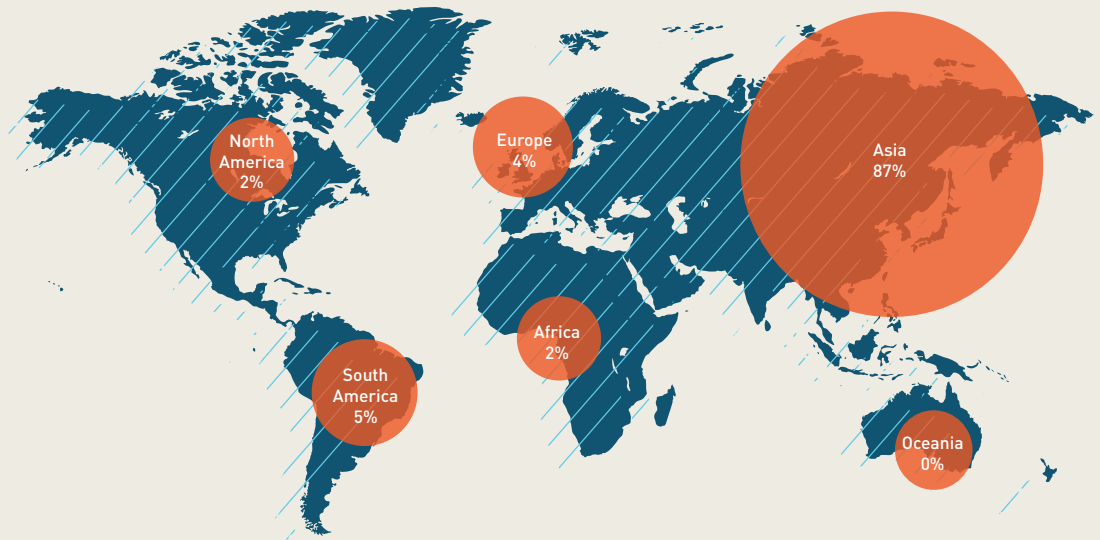 North
America
2%
Europe
4%
Asia
87%
Africa
2%
South
America
5%
Oceania
0%